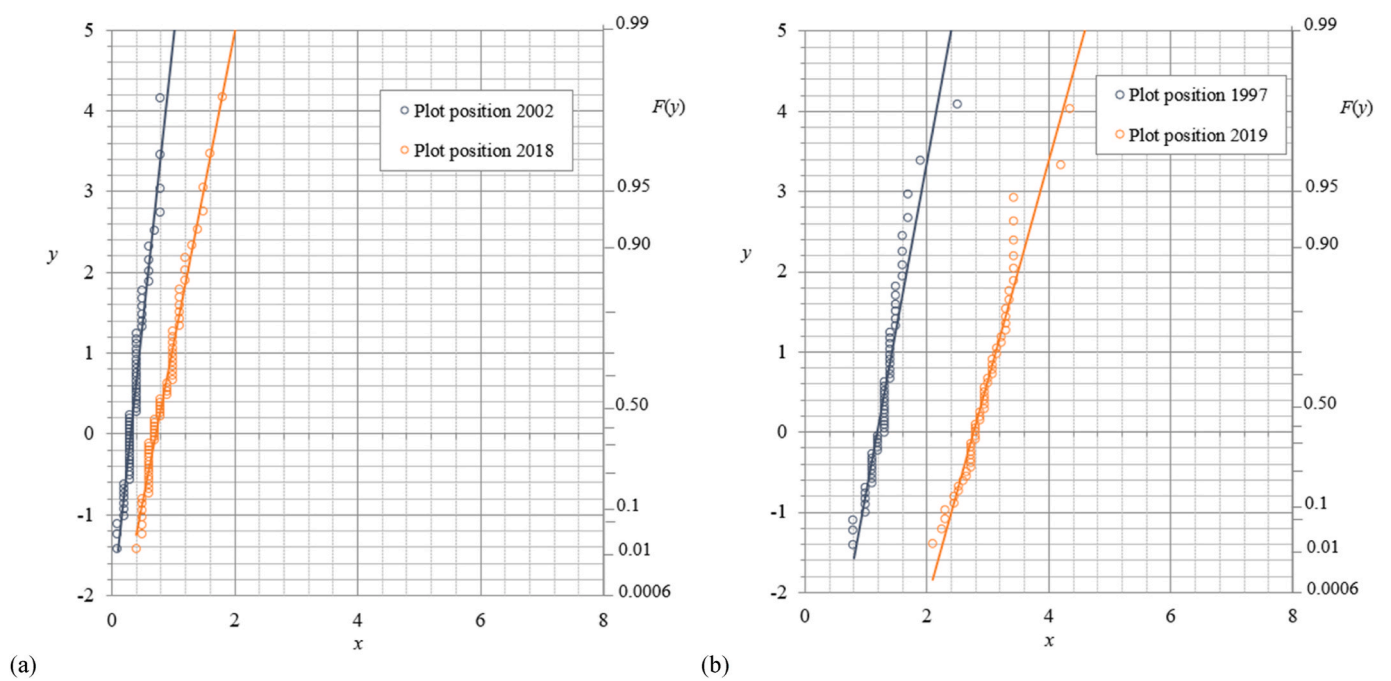 5
4
3
2
1
0
-1
-2
y
0 2 4 6 8
x
0.99
0.95
0.90
0.50
0.1
0.01
0.0006
F(y)
Plot position 2002
Plot position 2018
(a)
5
4
3
2
1
0
-1
-2
y
0 2 4 6 8
x
0.99
0.95
0.90
0.50
0.1
0.01
0.0006
F(y)
Plot position 1997
Plot position 2019
(b)